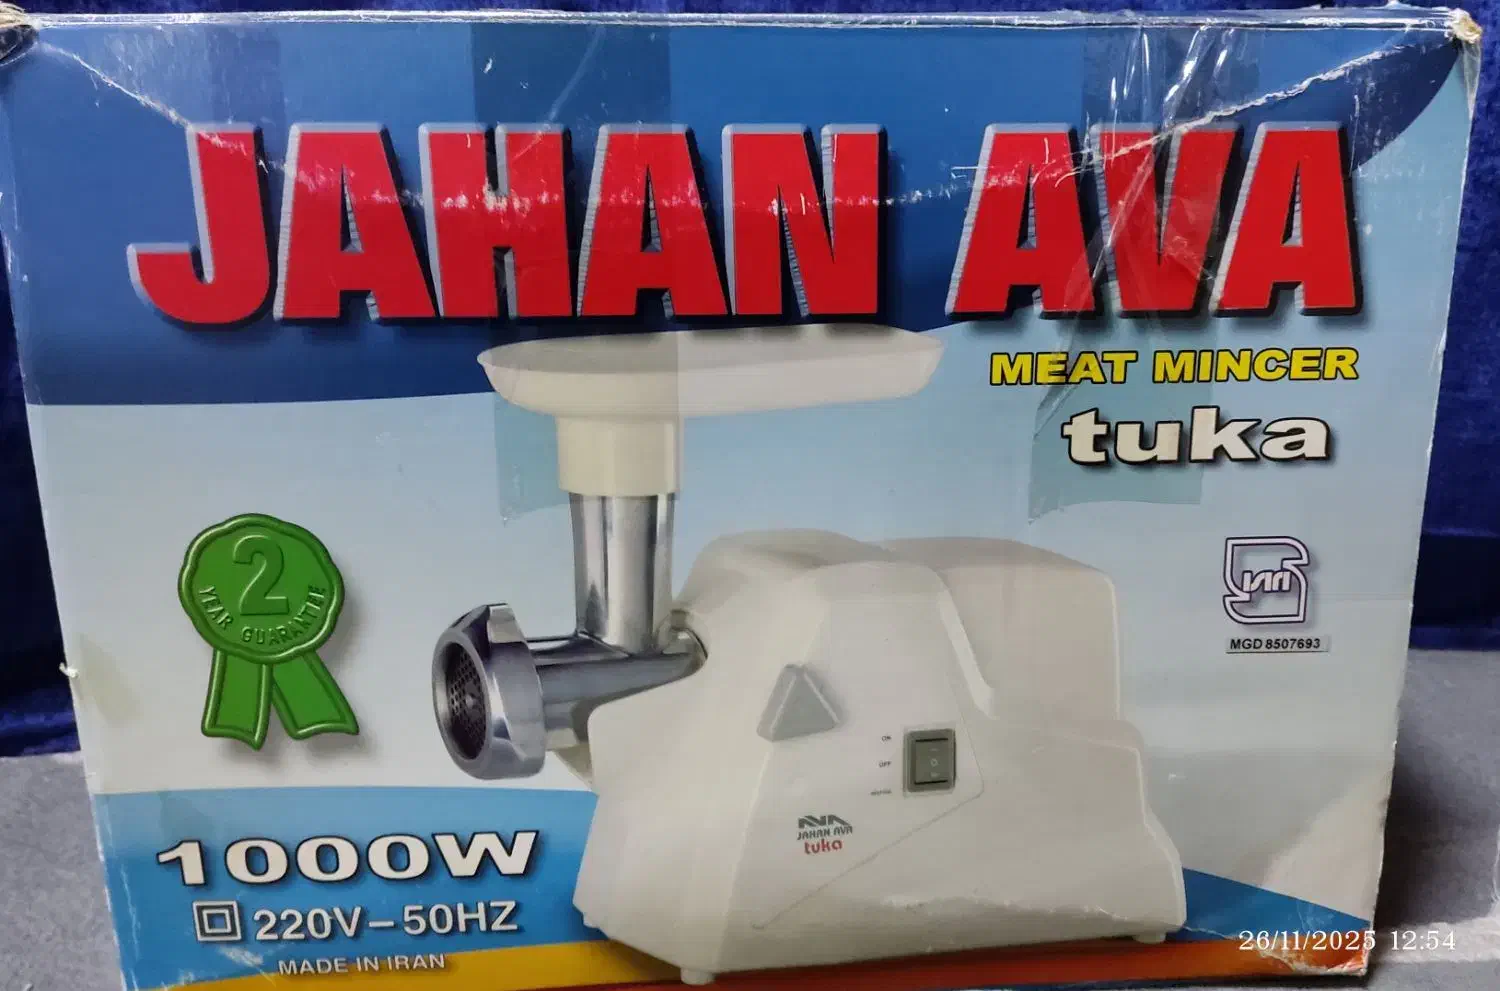 JAHAN AVA
MEAT MINCER
tuka
2
YEAR GUARANTEE
MGD 8507693
ON
OFF
AVA
JAHAN AVA
tuka
1000W
220V-50HZ
MADE IN IRAN
26/11/2025 12:54